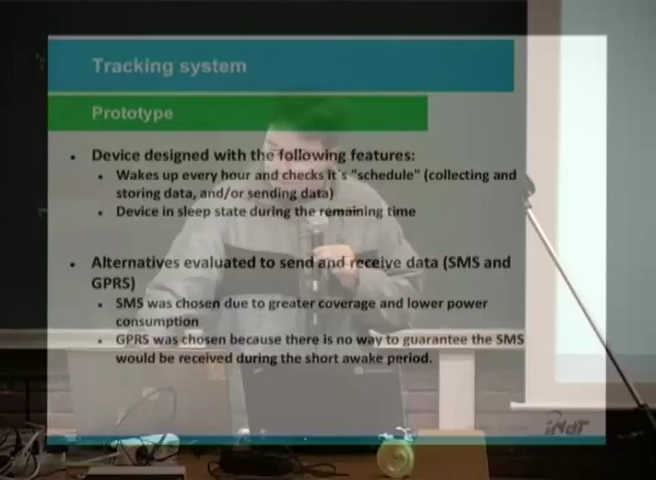 Tracking system
Prototype
• Device designed with the following features:
• Wakes up every hour and checks it`s "schedule" (collecting and
storing data, and/or sending data)
• Device in sleep state during the remaining time
• Alternatives evaluated to send and receive data (SMS and
GPRS)
• SMS was chosen due to greater coverage and lower power
consumption
• GPRS was chosen because there is no way to guarantee the SMS
would be received during the short awake period.
iNdT